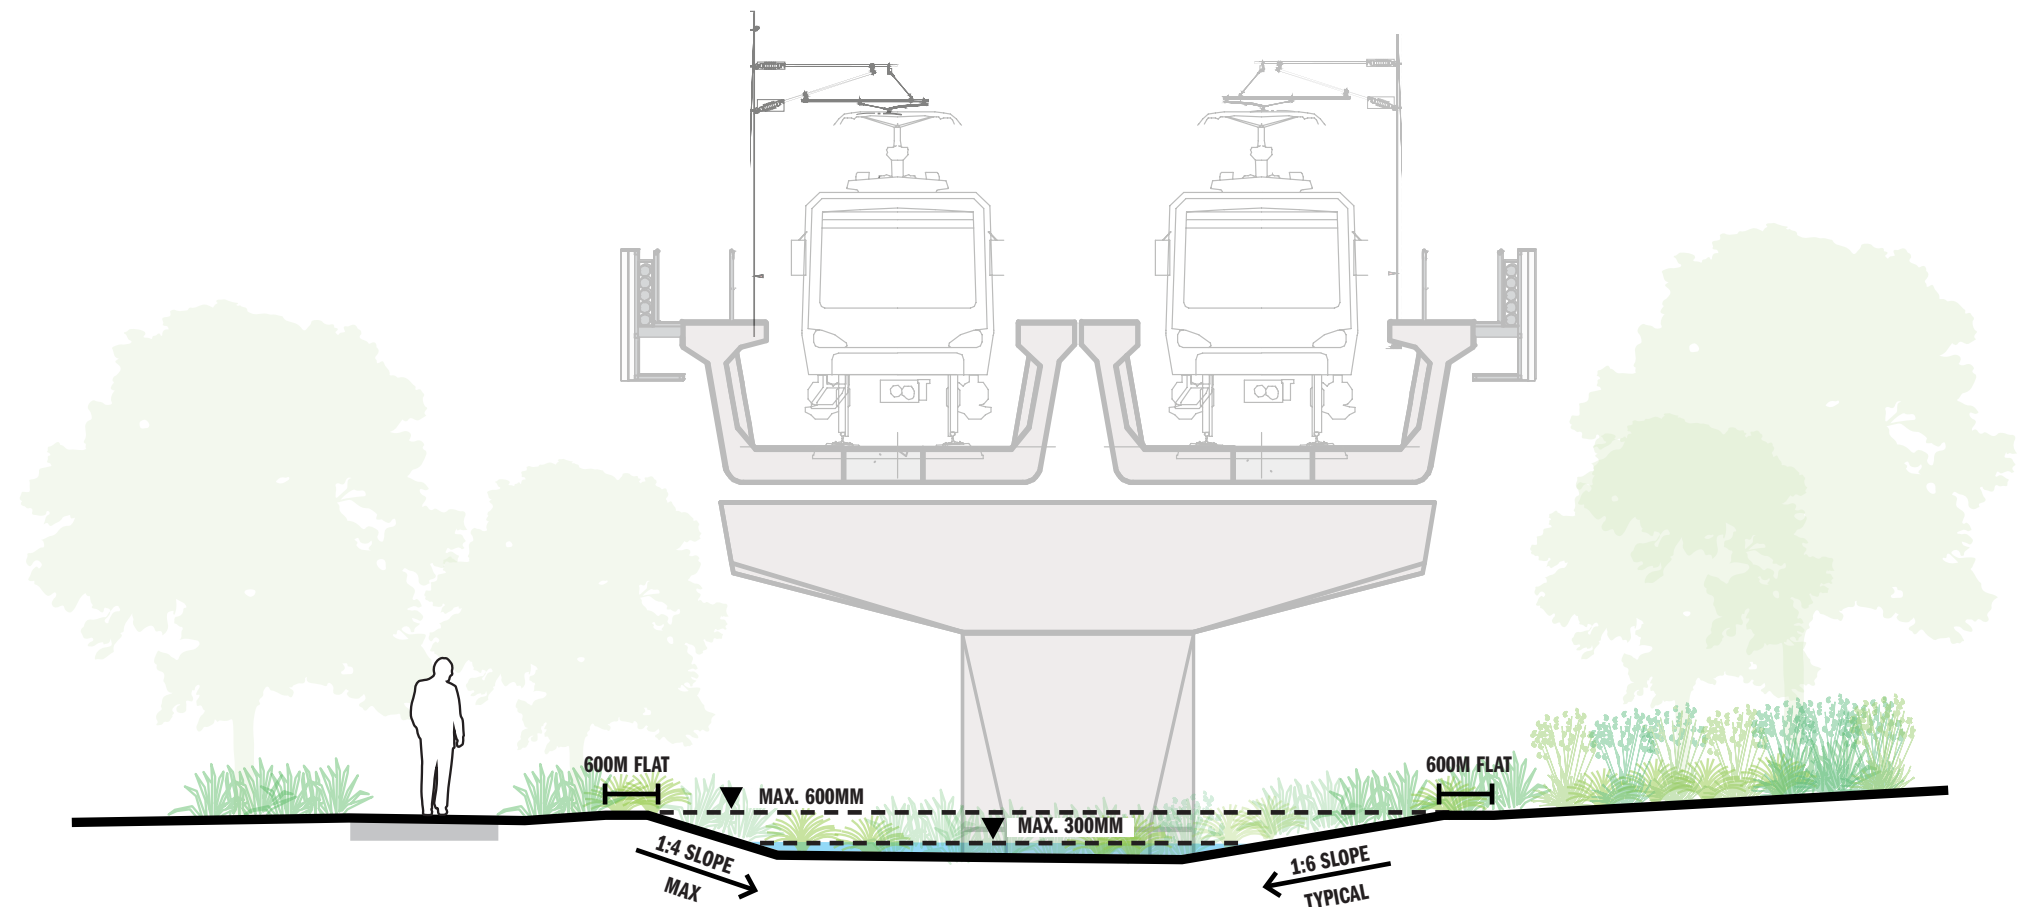 600M FLAT
600M FLAT
MAX. 600MM
MAX. 300MM
1:4 SLOPE
MAX
1:6 SLOPE
TYPICAL